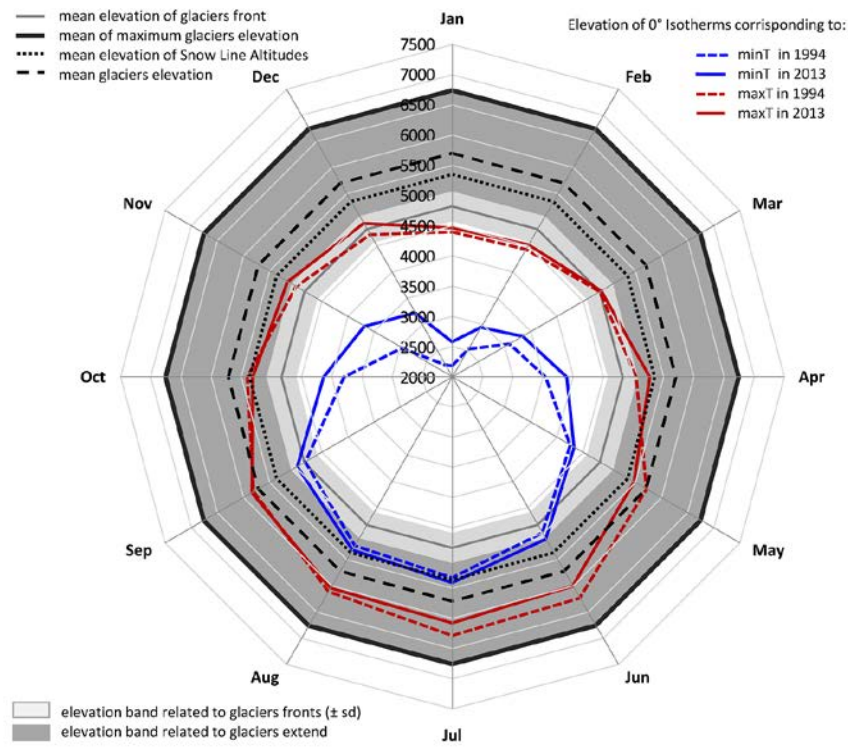 mean elevation of glaciers front
mean of maximum glaciers elevation
mean elevation of Snow Line Altitudes
mean glaciers elevation
Elevation of 0° Isotherms corrisponding to:
minT in 1994
minT in 2013
maxT in 1994
maxT in 2013
Jan
Feb
Mar
Apr
May
Jun
Jul
Aug
Sep
Oct
Nov
Dec
7500
7000
6500
6000
5500
5000
4500
4000
3500
3000
2500
2000
elevation band related to glaciers fronts (± sd)
elevation band related to glaciers extend